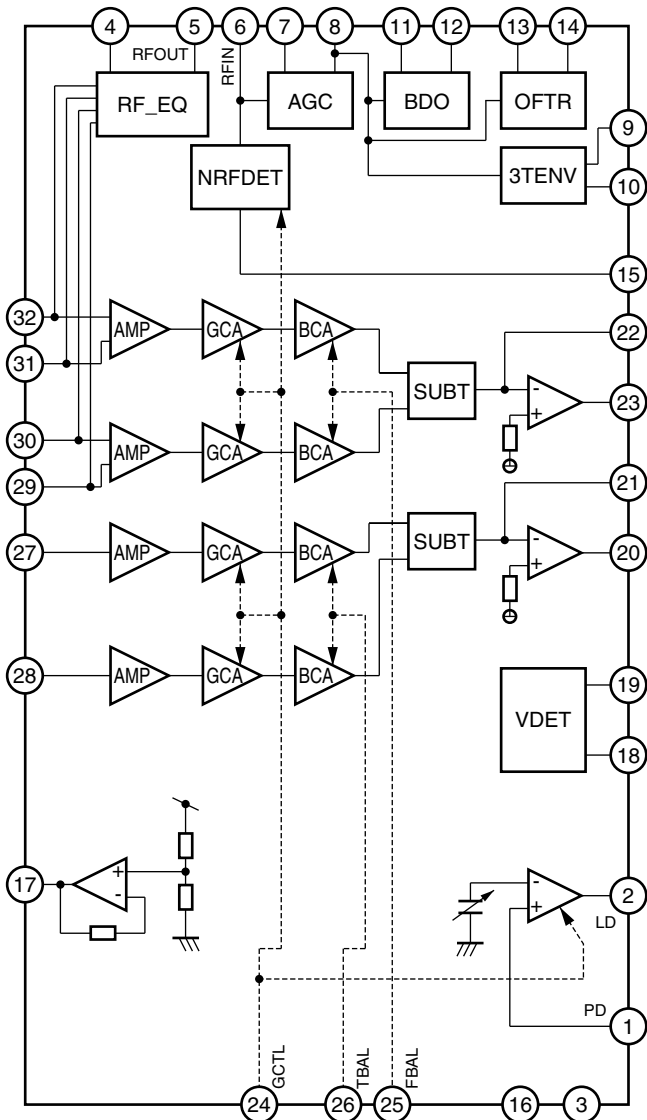 4 5 6 7 8 11 12 13 14
RFOUT
RFIN
RF_EQ
AGC
BDO
OFTR
9
NRFDET
3TENV
10
15
32
AMP GCA BCA
22
31
SUBT
-
+
23
30
AMP GCA BCA
29
21
27
AMP GCA BCA
SUBT
-
+
20
28
AMP GCA BCA
19
VDET
18
17
+
-
-
+
2
LD
PD
1
GCTL
TBAL
FBAL
24 26 25 16 3